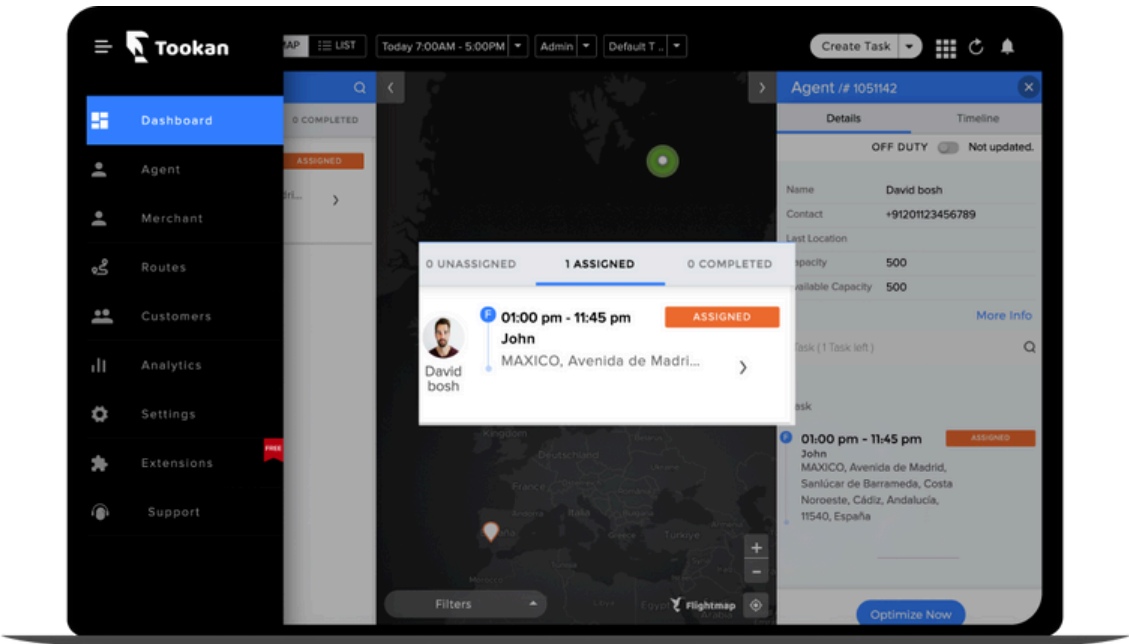 Tookan
MAP
LIST
Today 7:00AM - 5:00PM
Admin
Default T ..
Create Task
Dashboard
Agent
Merchant
Routes
Customers
Analytics
Settings
Extensions
FREE
Support
0 COMPLETED
ASSIGNED
0 UNASSIGNED
1 ASSIGNED
0 COMPLETED
F
01:00 pm - 11:45 pm
ASSIGNED
John
MAXICO, Avenida de Madri...
David
bosh
Deutschland
Ukraine
France
Italia
Greece
Türkiye
Morocco
Libya
Egypt
Filters
Flightmap
Agent /# 1051142
Details
Timeline
OFF DUTY
Not updated.
Name
David bosh
Contact
+91201123456789
Last Location
500
Available Capacity
500
More Info
Task ( 1 Task left )
F
01:00 pm - 11:45 pm
ASSIGNED
John
MAXICO, Avenida de Madrid,
Sanlúcar de Barrameda, Costa
Noroeste, Cádiz, Andalucía,
11540, España
Optimize Now